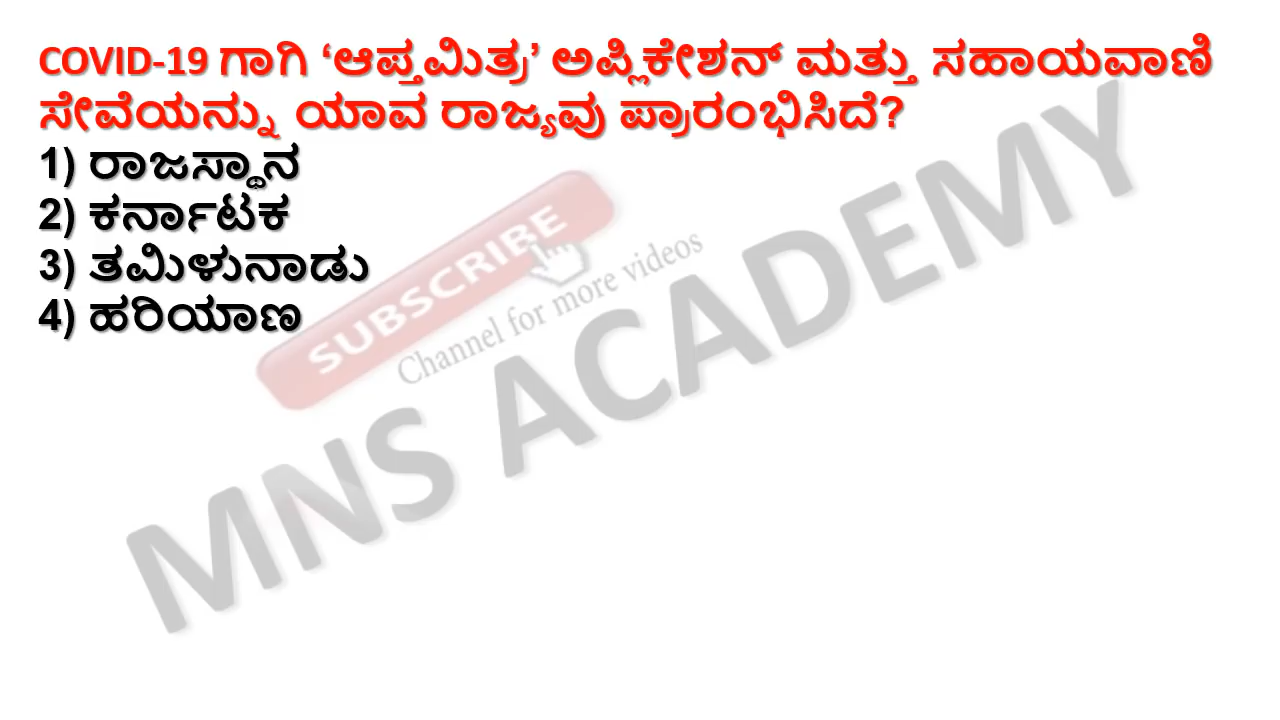 COVID-19 ಗಾಗಿ ‘ಆಪ್ತಮಿತ್ರ’ ಅಪ್ಲಿಕೇಶನ್ ಮತ್ತು ಸಹಾಯವಾಣಿ
ಸೇವೆಯನ್ನು ಯಾವ ರಾಜ್ಯವು ಪ್ರಾರಂಭಿಸಿದೆ?
1) ರಾಜಸ್ಥಾನ
2) ಕರ್ನಾಟಕ
3) ತಮಿಳುನಾಡು
4) ಹರಿಯಾಣ
SUBSCRIBE
Channel for more videos
MNS ACADEMY